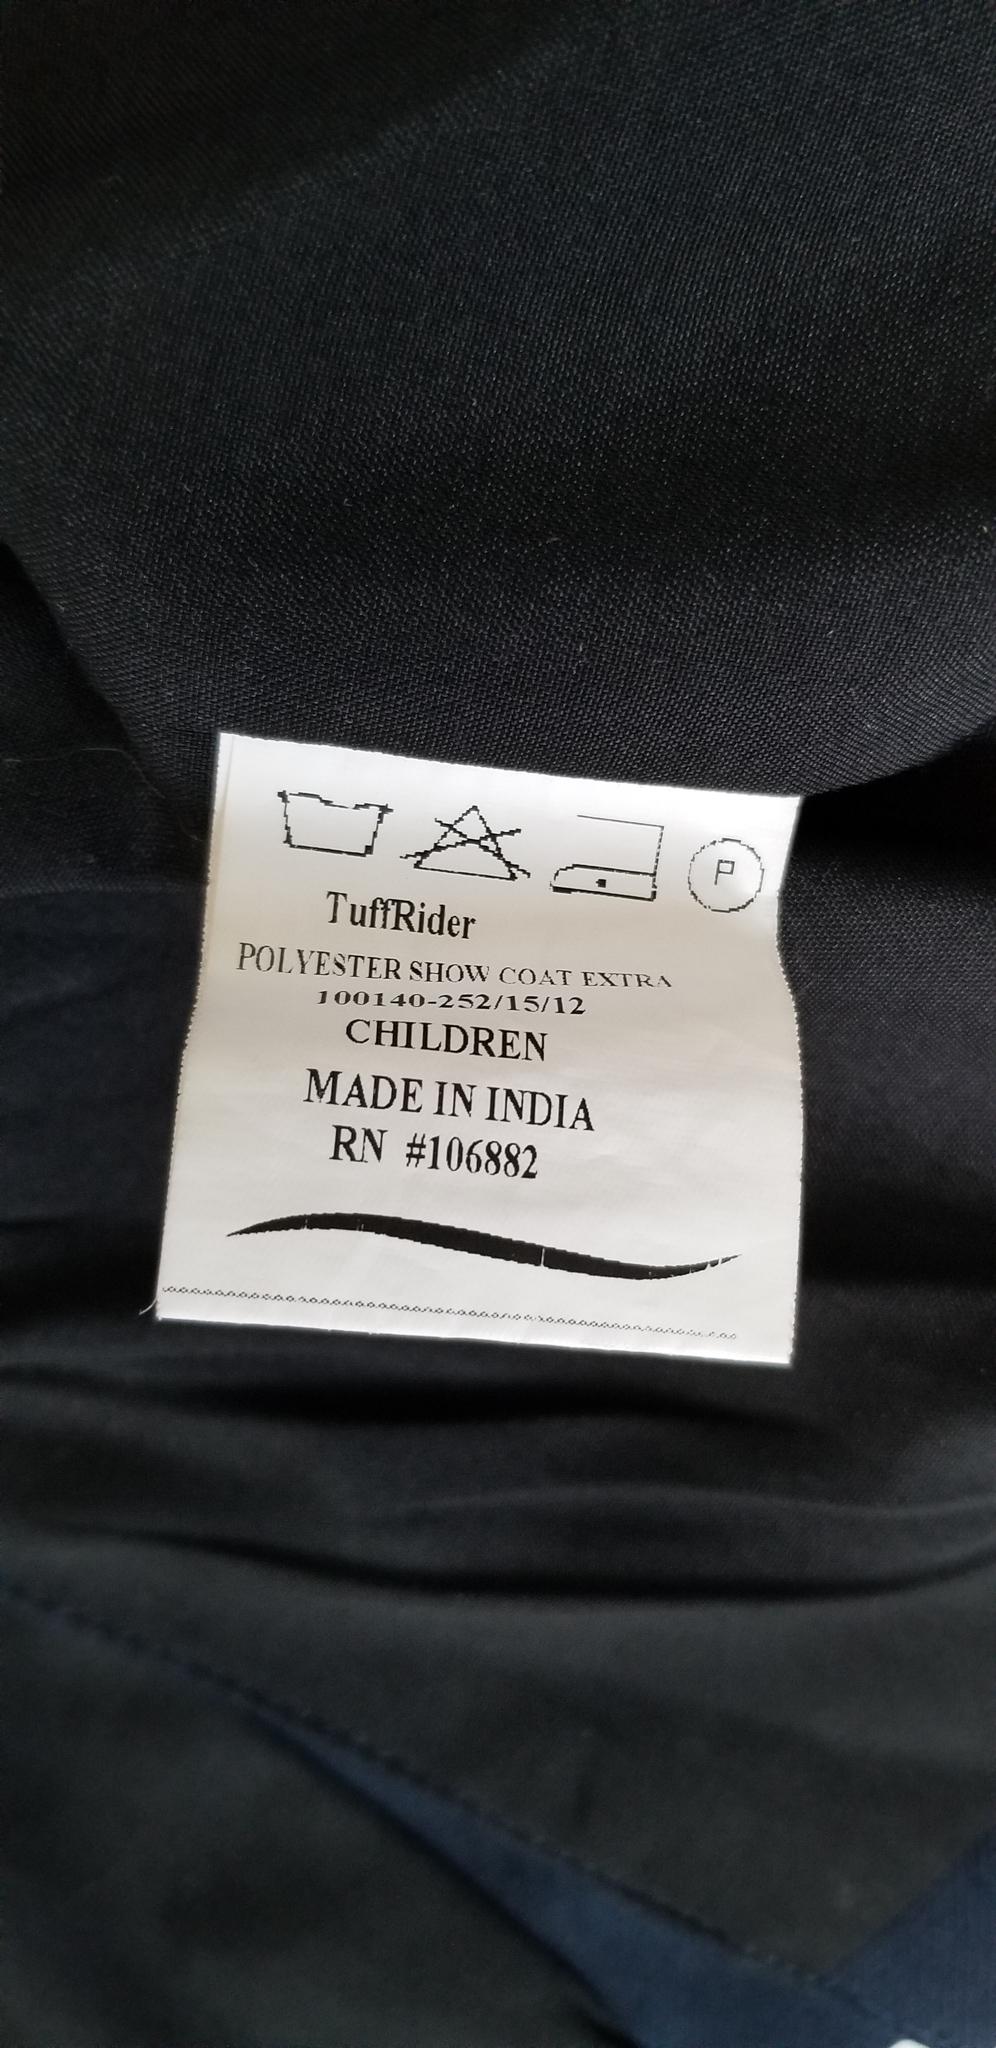 P
TuffRider
POLYESTER SHOW COAT EXTRA
100140-252/15/12
CHILDREN
MADE IN INDIA
RN #106882